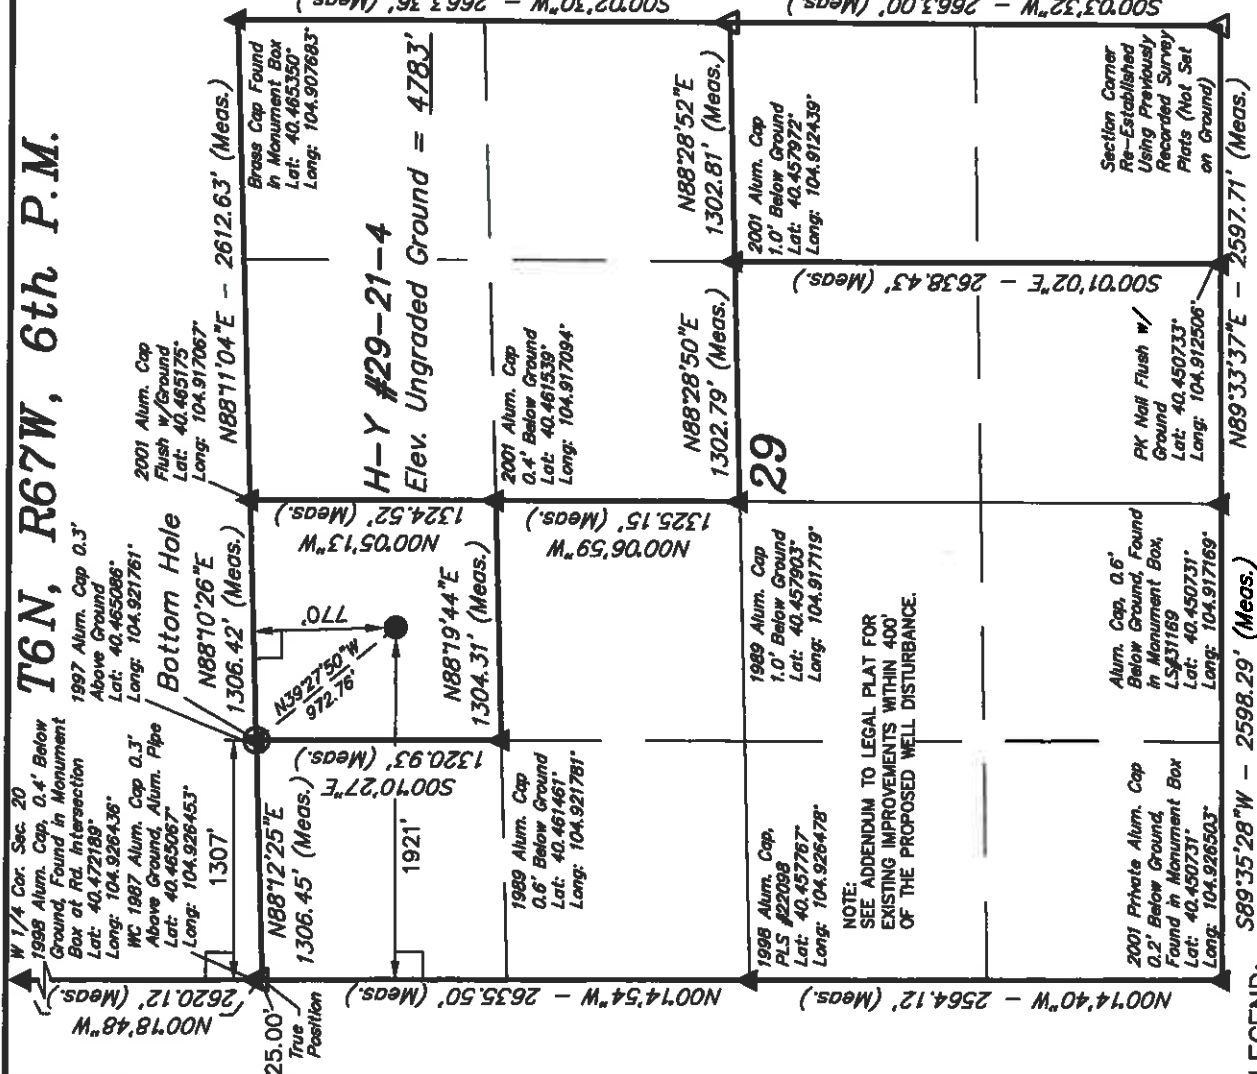 T6N, R67W, 6th P.M.
W 1/4 Cor. Sec. 20
1998 Alum. Cap, 0.4' Below
Ground, Found in Monument
Box at Rd. Intersection
Lat: 40.472189°
Long: 104.926436°
WC 1987 Alum. Cap 0.3'
Above Ground, Alum. Pipe
Lat: 40.465067°
Long: 104.926453°
1997 Alum. Cap 0.3'
Above Ground
Lat: 40.465086°
Long: 104.921761°
Bottom Hole
2001 Alum. Cap
Flush w/Ground
Lat: 40.465175°
Long: 104.917067°
N88°11'04"E - 2612.63' (Meas.)
Brass Cap Found
in Monument Box
Lat: 40.465350°
Long: 104.907683°
S00°02'30"W - 2663.36' (Meas.)
S00°03'32"W - 2663.00' (Meas.)
N00°18'48"W
2620.12' (Meas.)
25.00'
True
Position
1307'
N88°12'25"E
1306.45' (Meas.)
N88°10'26"E
1306.42' (Meas.)
770'
N39°27'50"W
972.76'
1921'
S00°10'27"E
1320.93' (Meas.)
N00°05'13"W
1324.52' (Meas.)
H-Y #29-21-4
Elev. Ungraded Ground = 4783'
N88°19'44"E
1304.31' (Meas.)
N00°14'54"W - 2635.50' (Meas.)
1989 Alum. Cap
0.6' Below Ground
Lat: 40.461461°
Long: 104.921781°
N00°06'59"W
1325.15' (Meas.)
2001 Alum. Cap
0.4' Below Ground
Lat: 40.461539°
Long: 104.917094°
N88°28'50"E
1302.79' (Meas.)
N88°28'52"E
1302.81' (Meas.)
29
1998 Alum. Cap,
PLS #22098
Lat: 40.457767°
Long: 104.926478°
1989 Alum. Cap
1.0' Below Ground
Lat: 40.457903°
Long: 104.917119°
2001 Alum. Cap
1.0' Below Ground
Lat: 40.457972°
Long: 104.912439°
S00°01'02"E - 2638.43' (Meas.)
NOTE:
SEE ADDENDUM TO LEGAL PLAT FOR
EXISTING IMPROVEMENTS WITHIN 400'
OF THE PROPOSED WELL DISTURBANCE.
N00°14'40"W - 2564.12' (Meas.)
2001 Private Alum. Cap
0.2' Below Ground,
Found in Monument Box
Lat: 40.450731°
Long: 104.926503°
Alum. Cap, 0.6'
Below Ground, Found
in Monument Box,
LS#31169
Lat: 40.450731°
Long: 104.917169°
PK Nail Flush w/
Ground
Lat: 40.450733°
Long: 104.912506°
Section Corner
Re-Established
Using Previously
Recorded Survey
Plats (Not Set
on Ground)
S89°35'28"W - 2598.29' (Meas.)
N89°33'37"E - 2597.71' (Meas.)
LEGEND: